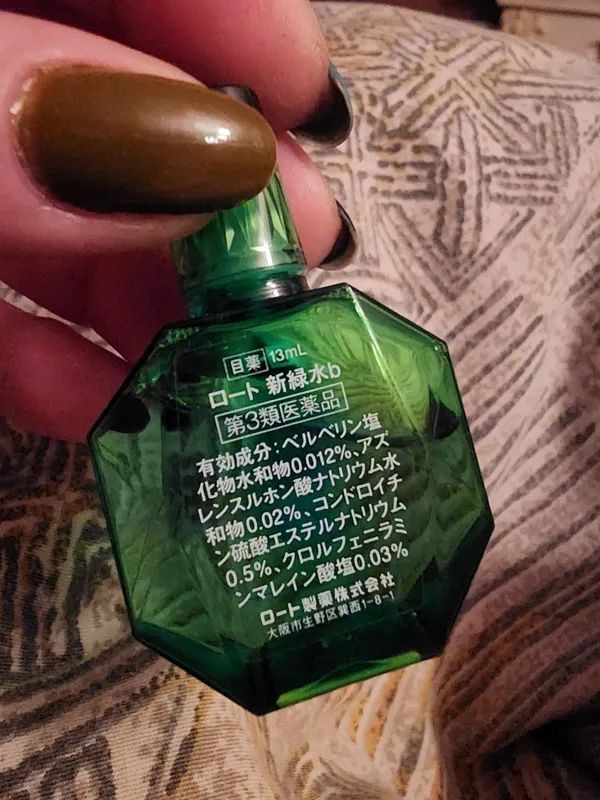 目薬 13mL
ロート 新緑水b
第3類医薬品
有効成分:ベルベリン塩
化物水和物0.012%、アズ
レンスルホン酸ナトリウム水
和物0.02%、コンドロイチ
ン硫酸エステルナトリウム
0.5%、クロルフェニラミ
ンマレイン酸塩0.03%
ロート製薬株式会社
大阪市生野区巽西1-8-1